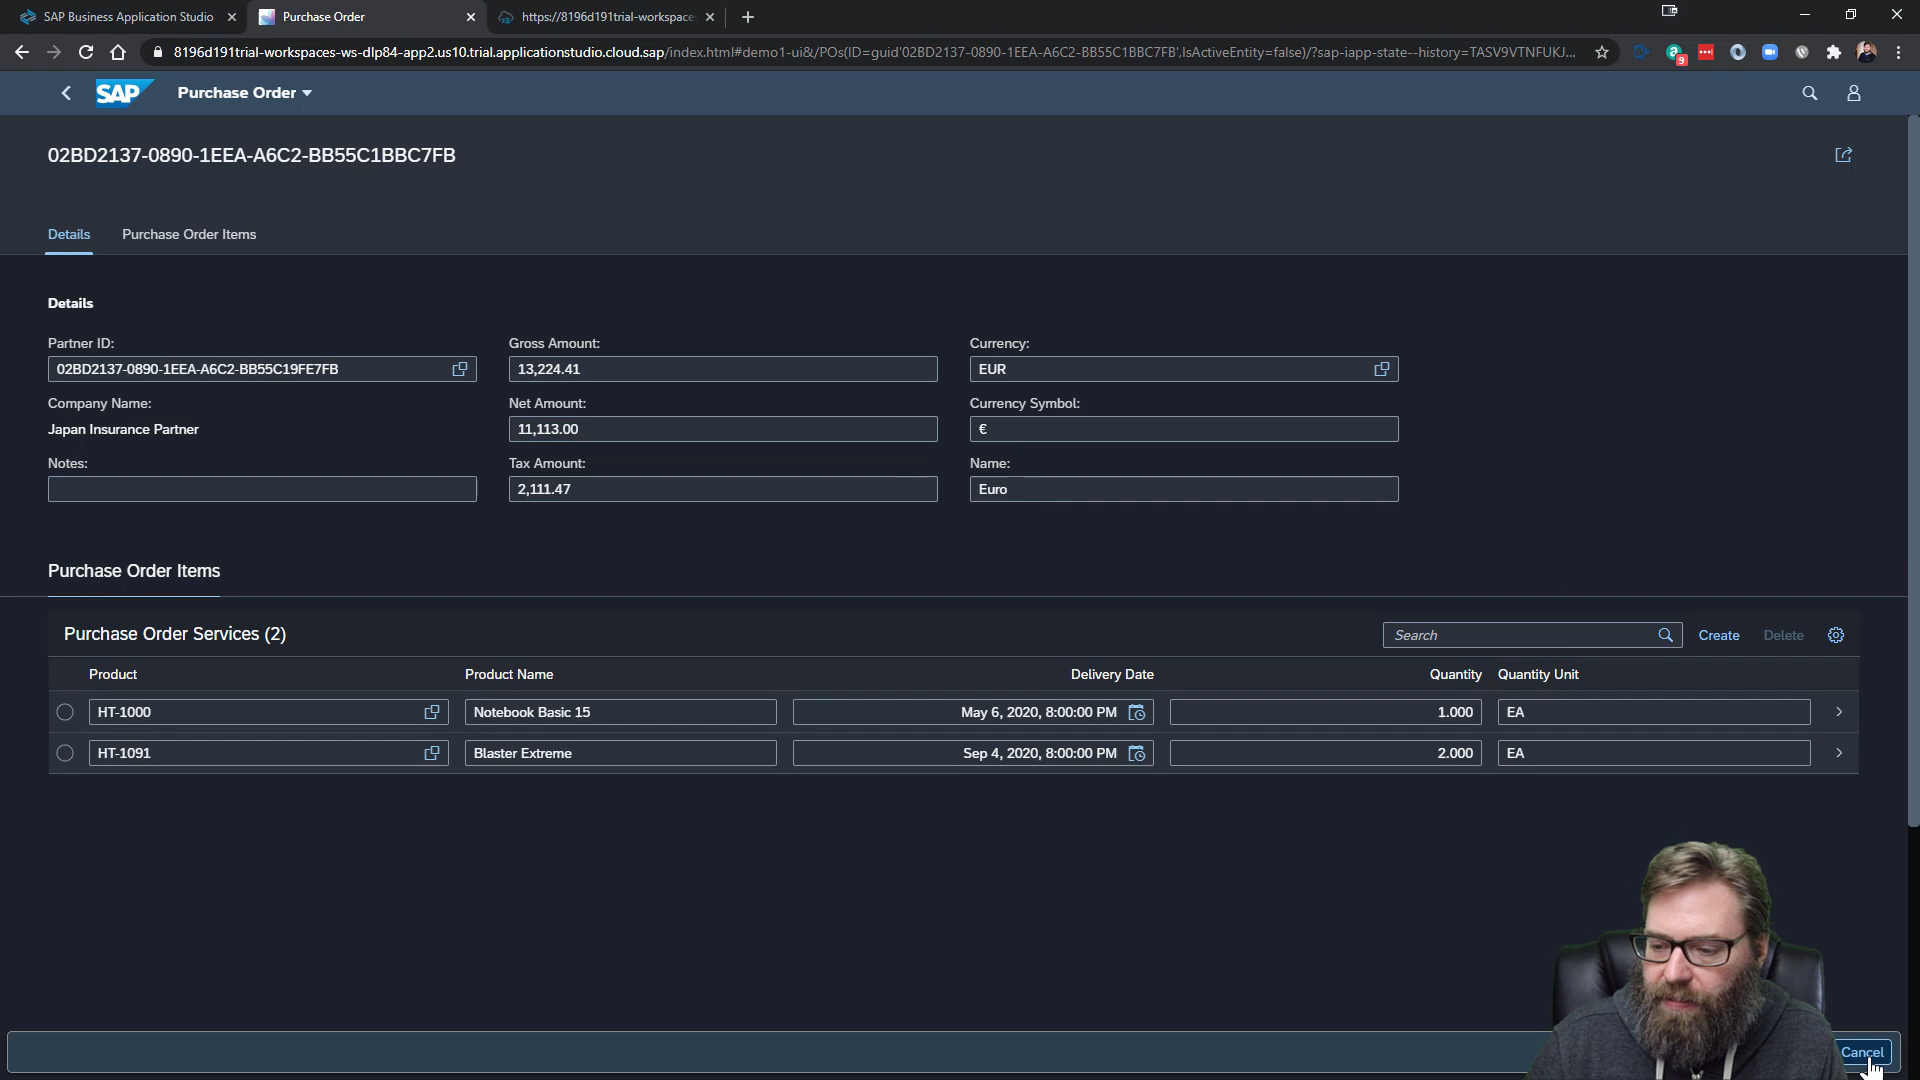 SAP Business Application Studio
Purchase Order
https://8196d191trial-workspace
8196d191trial-workspaces-ws-dlp84-app2.us10.trial.applicationstudio.cloud.sap/index.html#demo1-ui&/POs(ID=guid'02BD2137-0890-1EEA-A6C2-BB55C1BBC7FB',IsActiveEntity=false)/?sap-iapp-state--history=TASV9VTNFUKJ...
9
SAP Purchase Order
02BD2137-0890-1EEA-A6C2-BB55C1BBC7FB
Details Purchase Order Items
Details
Partner ID: Gross Amount: Currency:
02BD2137-0890-1EEA-A6C2-BB55C19FE7FB 13,224.41 EUR
Company Name: Net Amount: Currency Symbol:
Japan Insurance Partner 11,113.00 €
Notes: Tax Amount: Name:
2,111.47 Euro
Purchase Order Items
Purchase Order Services (2) Search Create Delete
Product Product Name Delivery Date Quantity Quantity Unit
HT-1000 Notebook Basic 15 May 6, 2020, 8:00:00 PM 1.000 EA
HT-1091 Blaster Extreme Sep 4, 2020, 8:00:00 PM 2.000 EA
Cancel